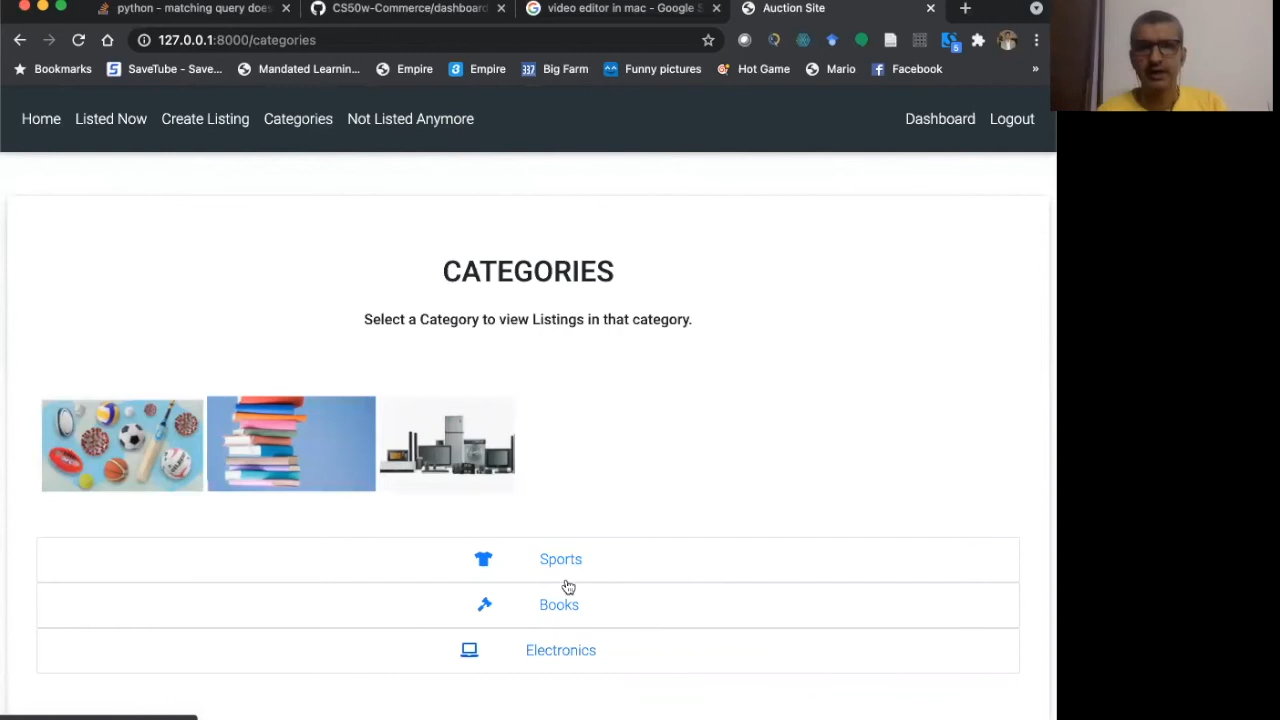 python - matching query does
CS50w-Commerce/dashboard
video editor in mac - Google S
Auction Site
127.0.0.1:8000/categories
5
Bookmarks
SaveTube - Save...
Mandated Learnin...
Empire
Empire
337 Big Farm
Funny pictures
Hot Game
Mario
Facebook
»
Home
Listed Now
Create Listing
Categories
Not Listed Anymore
Dashboard
Logout
CATEGORIES
Select a Category to view Listings in that category.
Sports
Books
Electronics